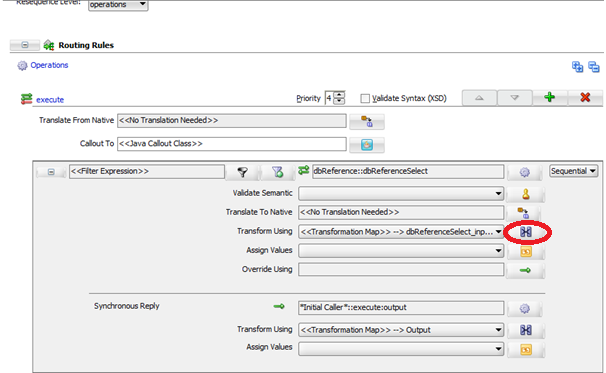 Resequence Level: operations
Routing Rules
Operations
execute Priority 4 Validate Syntax (XSD)
Translate From Native <<No Translation Needed>>
Callout To <<Java Callout Class>>
<<Filter Expression>> dbReference::dbReferenceSelect Sequential
Validate Semantic
Translate To Native <<No Translation Needed>>
Transform Using <<Transformation Map>> --> dbReferenceSelect_inp...
Assign Values
Override Using
Synchronous Reply "Initial Caller"::execute:output
Transform Using <<Transformation Map>> --> Output
Assign Values